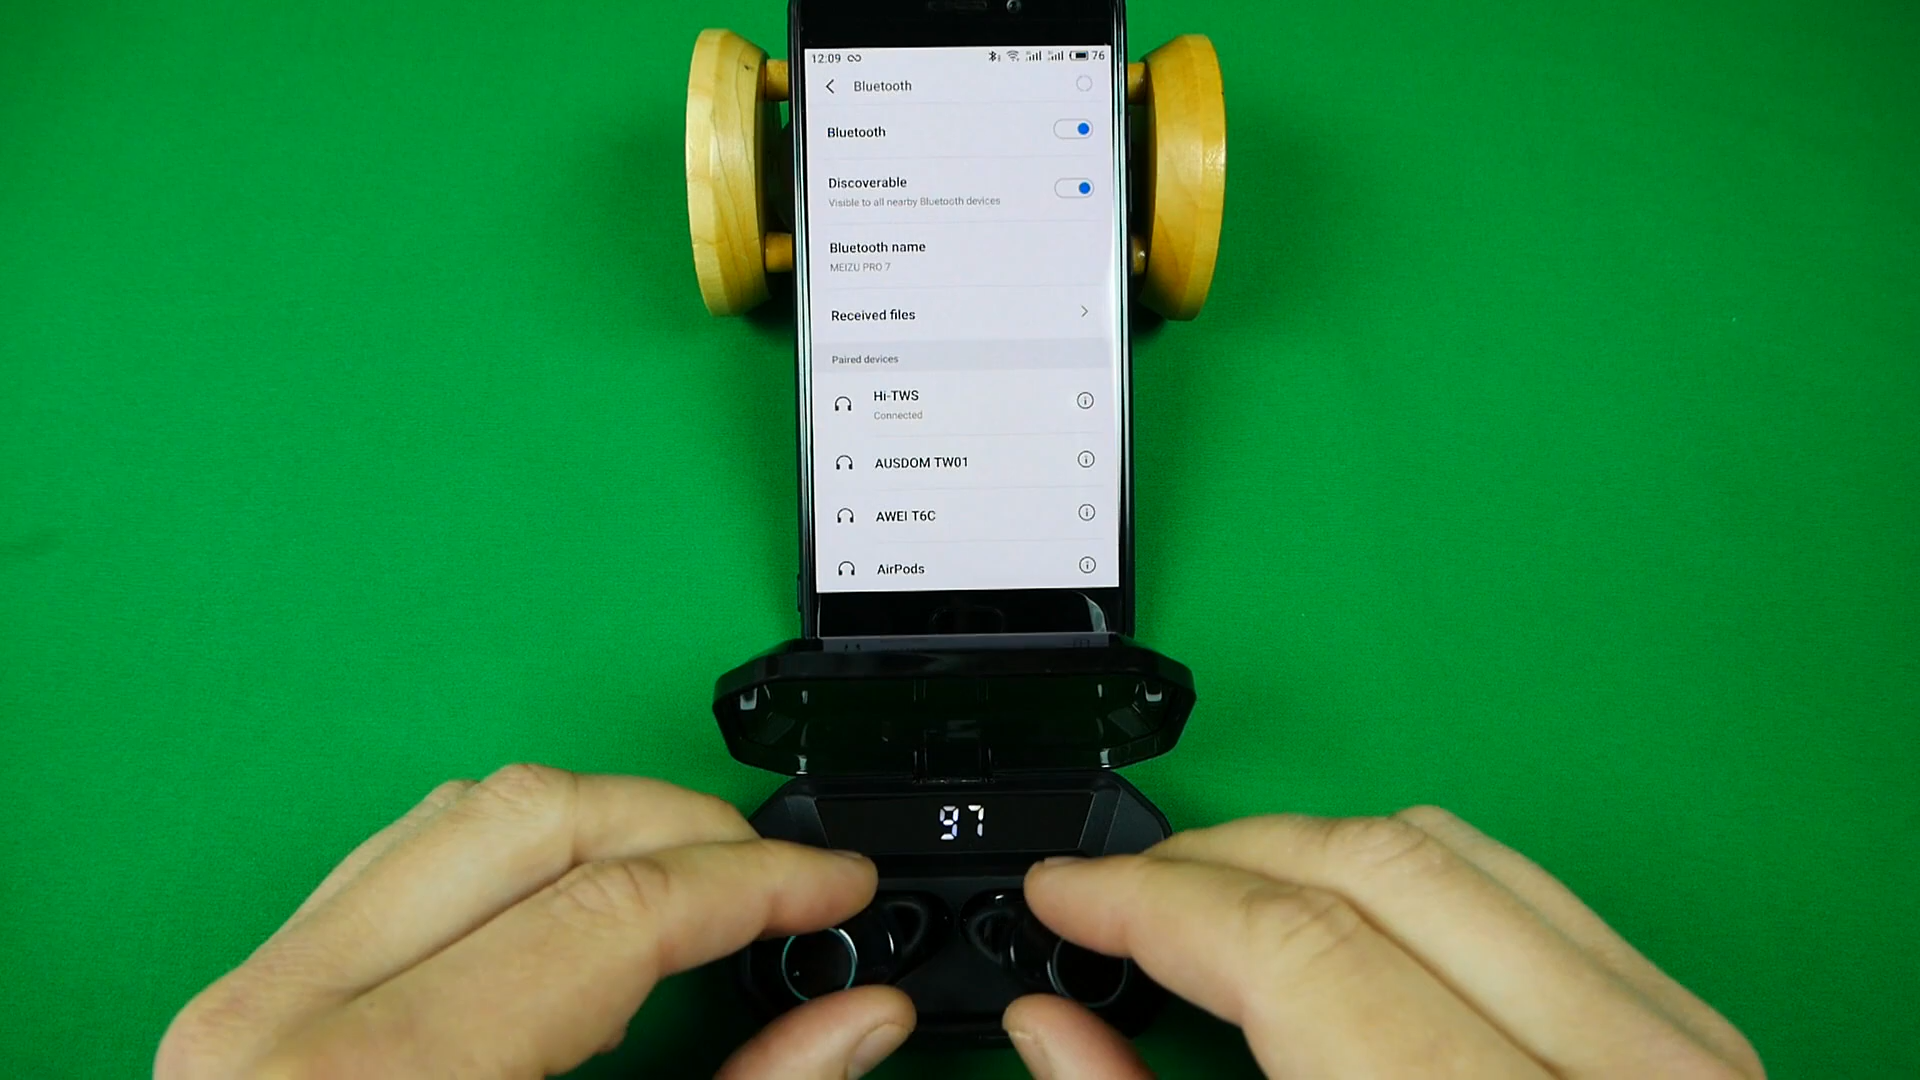 12:09 76
Bluetooth
Bluetooth
Discoverable
Visible to all nearby Bluetooth devices
Bluetooth name
MEIZU PRO 7
Received files
Paired devices
Hi-TWS
Connected
AUSDOM TW01
AWEI T6C
AirPods
97